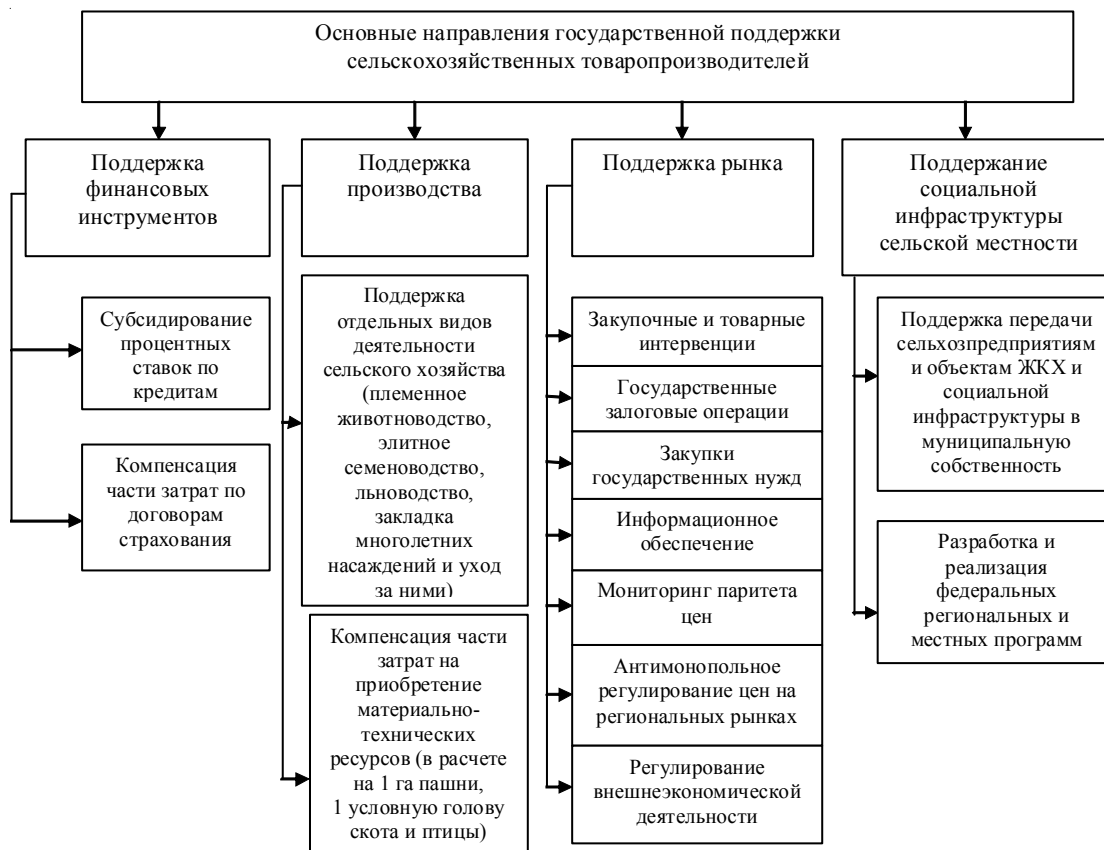 Основные направления государственной поддержки
сельскохозяйственных товаропроизводителей
Поддержка
финансовых
инструментов
Субсидирование
процентных
ставок по
кредитам
Компенсация
части затрат по
договорам
страхования
Поддержка
производства
Поддержка
отдельных видов
деятельности
сельского хозяйства
(племенное
животноводство,
элитное
семеноводство,
льноводство,
закладка
многолетних
насаждений и уход
за ними)
Компенсация части
затрат на
приобретение
материально-
технических
ресурсов (в расчете
на 1 га пашни,
1 условную голову
скота и птицы)
Поддержка рынка
Закупочные и товарные
интервенции
Государственные
залоговые операции
Закупки
государственных нужд
Информационное
обеспечение
Мониторинг паритета
цен
Антимонопольное
регулирование цен на
региональных рынках
Регулирование
внешнеэкономической
деятельности
Поддержание
социальной
инфраструктуры
сельской местности
Поддержка передачи
сельхозпредприятиям
и объектам ЖКХ и
социальной
инфраструктуры в
муниципальную
собственность
Разработка и
реализация
федеральных
региональных и
местных программ